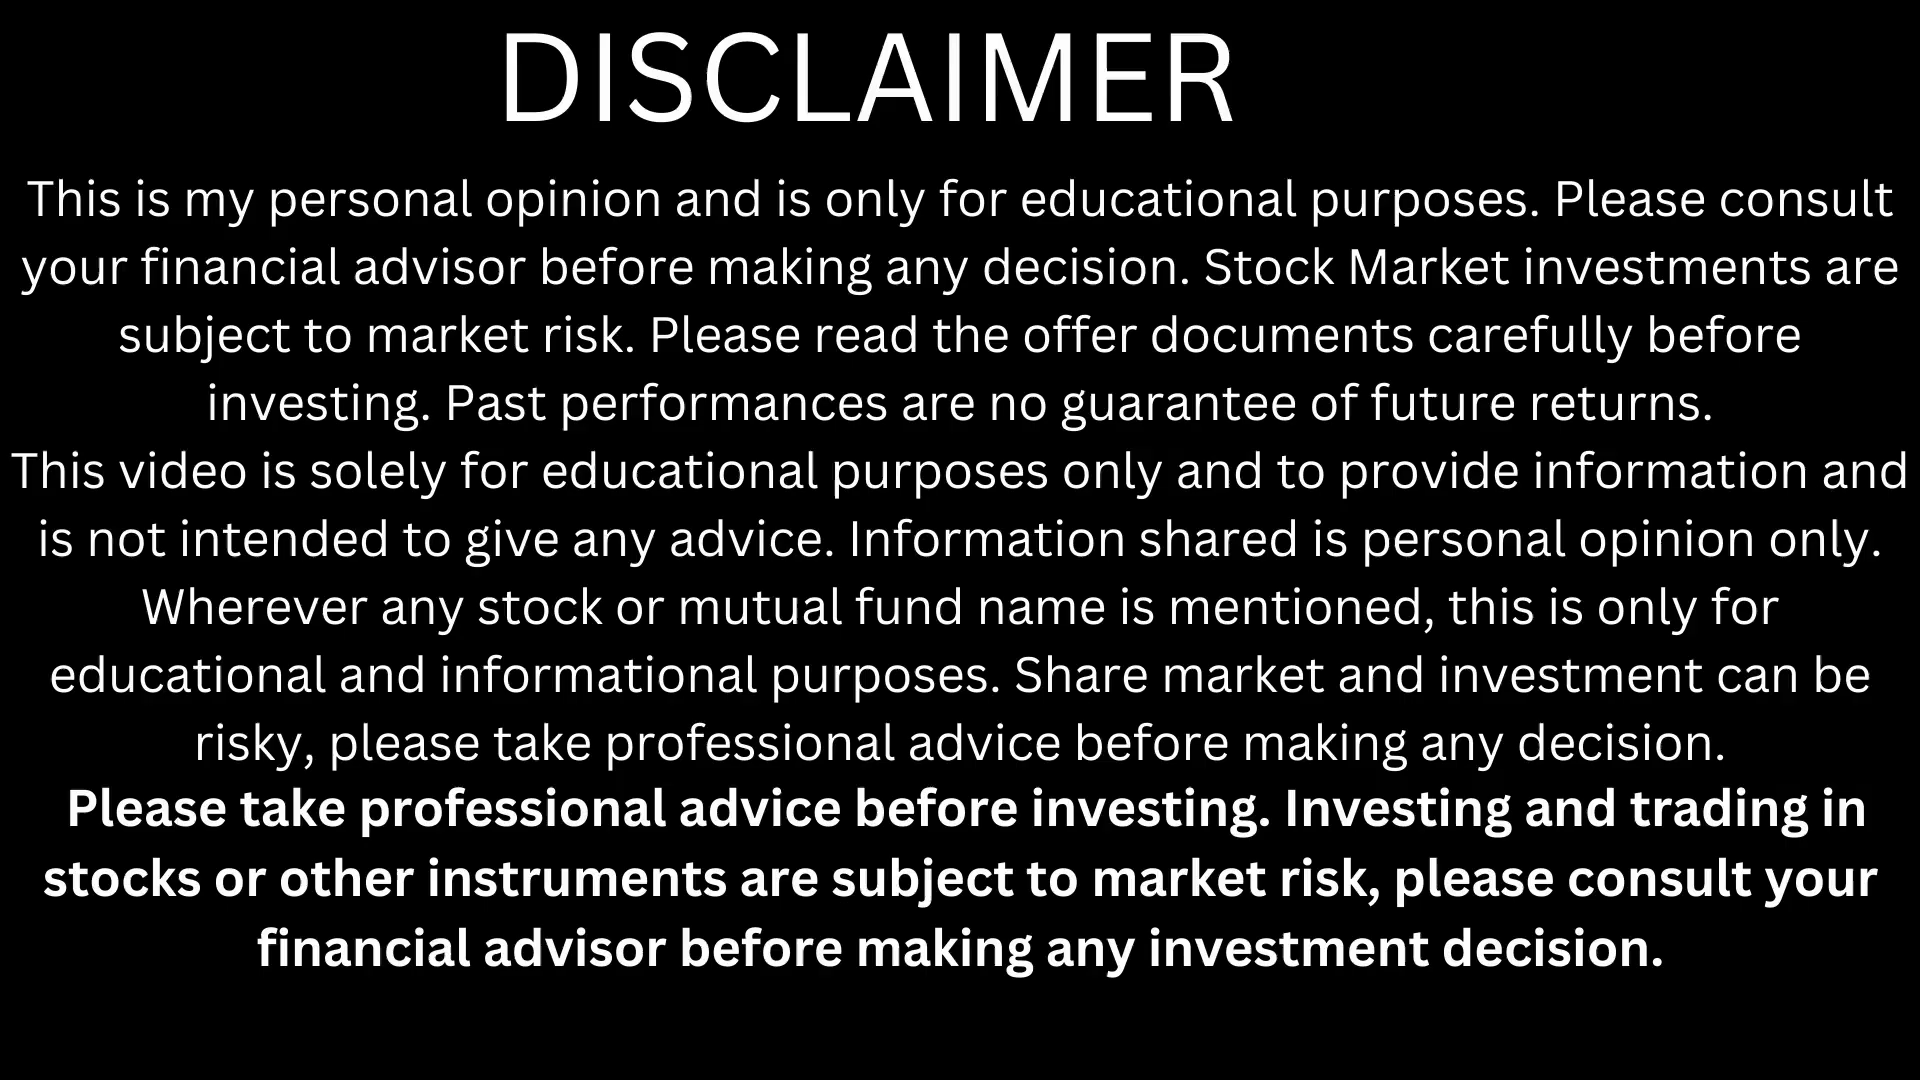 DISCLAIMER
This is my personal opinion and is only for educational purposes. Please consult
your financial advisor before making any decision. Stock Market investments are
subject to market risk. Please read the offer documents carefully before
investing. Past performances are no guarantee of future returns.
This video is solely for educational purposes only and to provide information and
is not intended to give any advice. Information shared is personal opinion only.
Wherever any stock or mutual fund name is mentioned, this is only for
educational and informational purposes. Share market and investment can be
risky, please take professional advice before making any decision.
Please take professional advice before investing. Investing and trading in
stocks or other instruments are subject to market risk, please consult your
financial advisor before making any investment decision.